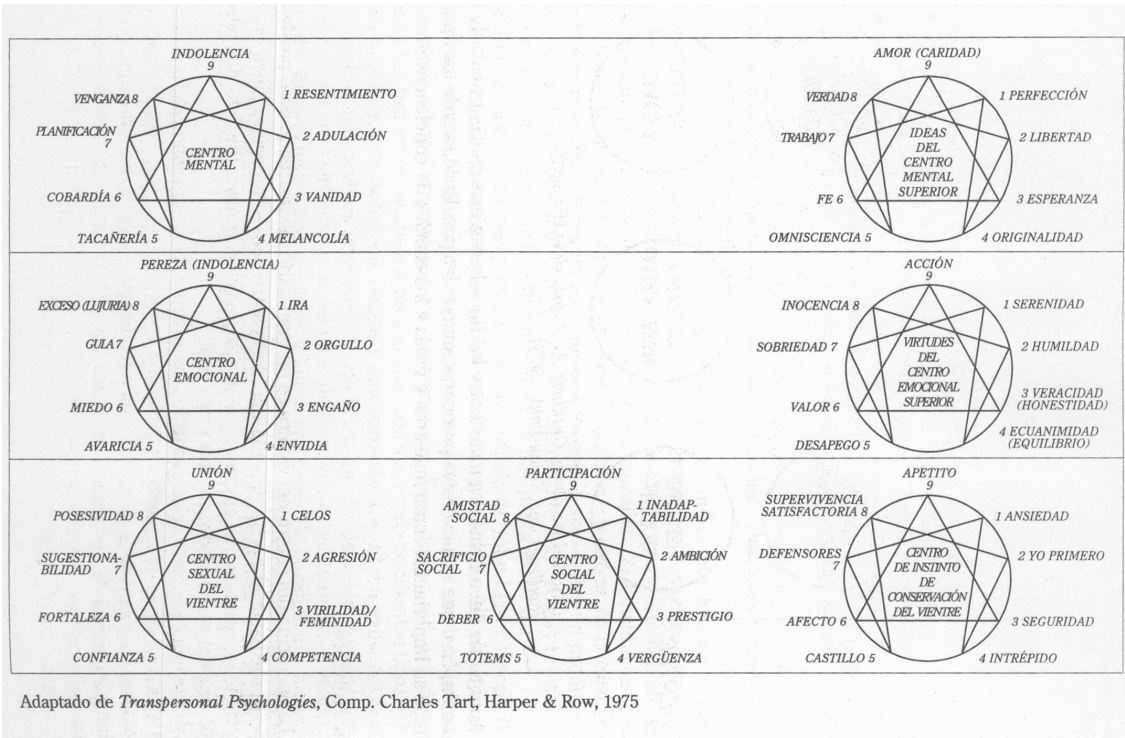 INDOLENCIA
9
VENGANZA 8
1 RESENTIMIENTO
PLANIFICACIÓN
7
2 ADULACIÓN
CENTRO
MENTAL
COBARDÍA 6
3 VANIDAD
TACAÑERÍA 5
4 MELANCOLÍA
AMOR (CARIDAD)
9
VERDAD 8
1 PERFECCIÓN
TRABAJO 7
2 LIBERTAD
IDEAS
DEL
CENTRO
MENTAL
SUPERIOR
FE 6
3 ESPERANZA
OMNISCIENCIA 5
4 ORIGINALIDAD
PEREZA (INDOLENCIA)
9
EXCESO (LUJURIA) 8
1 IRA
GULA 7
2 ORGULLO
CENTRO
EMOCIONAL
MIEDO 6
3 ENGAÑO
AVARICIA 5
4 ENVIDIA
ACCIÓN
9
INOCENCIA 8
1 SERENIDAD
SOBRIEDAD 7
2 HUMILDAD
VIRTUDES
DEL
CENTRO
EMOCIONAL
SUPERIOR
VALOR 6
3 VERACIDAD
(HONESTIDAD)
DESAPEGO 5
4 ECUANIMIDAD
(EQUILIBRIO)
UNIÓN
9
POSESIVIDAD 8
1 CELOS
SUGESTIONA-
BILIDAD 7
2 AGRESIÓN
CENTRO
SEXUAL
DEL
VIENTRE
FORTALEZA 6
3 VIRILIDAD/
FEMINIDAD
CONFIANZA 5
4 COMPETENCIA
PARTICIPACIÓN
9
AMISTAD
SOCIAL 8
1 INADAP-
TABILIDAD
SACRIFICIO
SOCIAL 7
2 AMBICIÓN
CENTRO
SOCIAL
DEL
VIENTRE
DEBER 6
3 PRESTIGIO
TOTEMS 5
4 VERGÜENZA
APETITO
9
SUPERVIVENCIA
SATISFACTORIA 8
1 ANSIEDAD
DEFENSORES
7
2 YO PRIMERO
CENTRO
DE INSTINTO
DE
CONSERVACIÓN
DEL VIENTRE
AFECTO 6
3 SEGURIDAD
CASTILLO 5
4 INTRÉPIDO
Adaptado de Transpersonal Psychologies, Comp. Charles Tart, Harper & Row, 1975